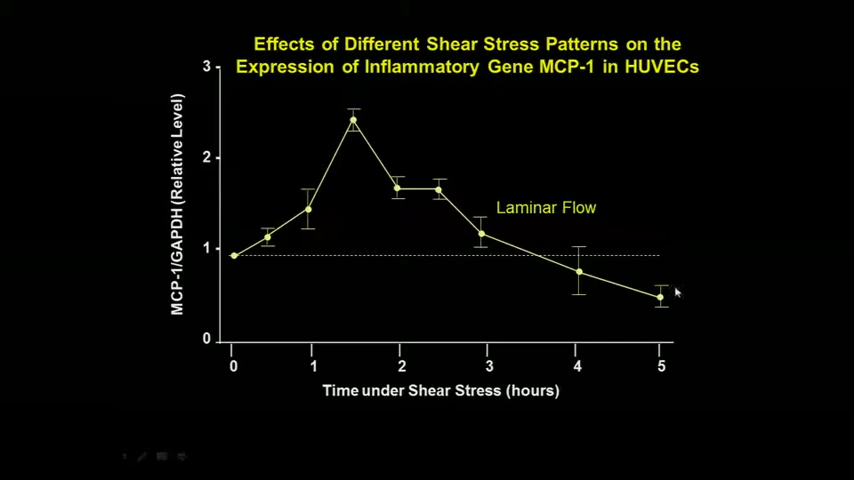 Effects of Different Shear Stress Patterns on the
Expression of Inflammatory Gene MCP-1 in HUVECs
MCP-1/GAPDH (Relative Level)
3
2
1
0
Laminar Flow
0 1 2 3 4 5
Time under Shear Stress (hours)